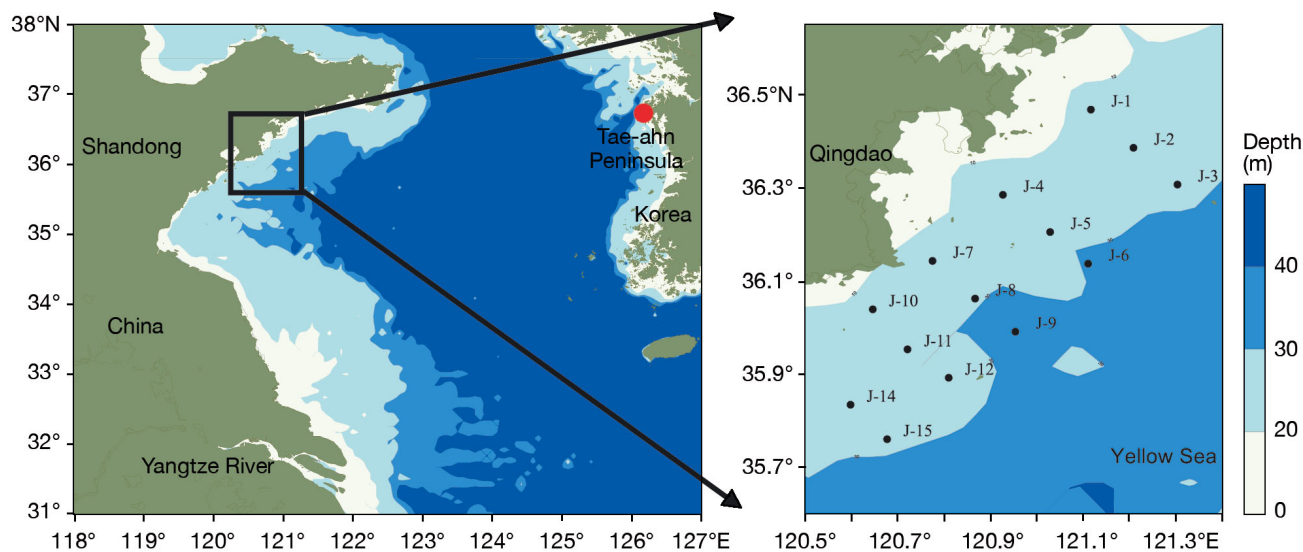 38°N
37°
36°
35°
34°
33°
32°
31°
118°
119°
120°
121°
122°
123°
124°
125°
126°
127°E
Shandong
China
Yangtze River
Tae-ahn
Peninsula
Korea
36.5°N
36.3°
36.1°
35.9°
35.7°
120.5°
120.7°
120.9°
121.1°
121.3°E
Qingdao
J-1
J-2
J-3
J-4
J-5
J-6
J-7
J-8
J-9
J-10
J-11
J-12
J-14
J-15
Yellow Sea
Depth
(m)
40
30
20
0